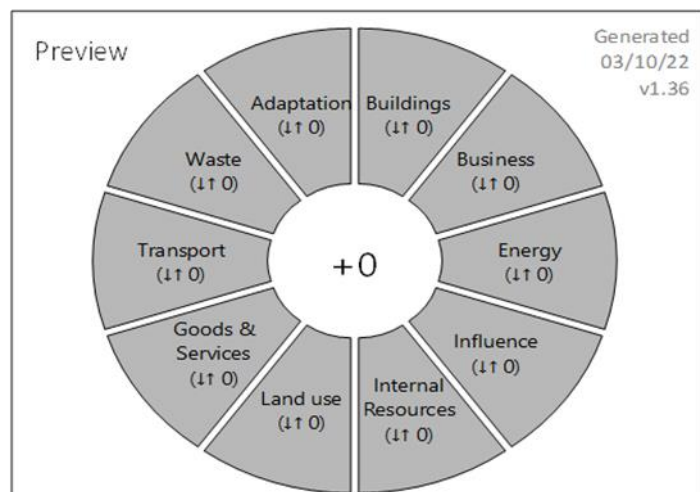 Preview
Generated
03/10/22
v1.36
Adaptation
(↓↑ 0)
Buildings
(↓↑ 0)
Waste
(↓↑ 0)
Business
(↓↑ 0)
Transport
(↓↑ 0)
+0
Energy
(↓↑ 0)
Goods &
Services
(↓↑ 0)
Influence
(↓↑ 0)
Land use
(↓↑ 0)
Internal
Resources
(↓↑ 0)